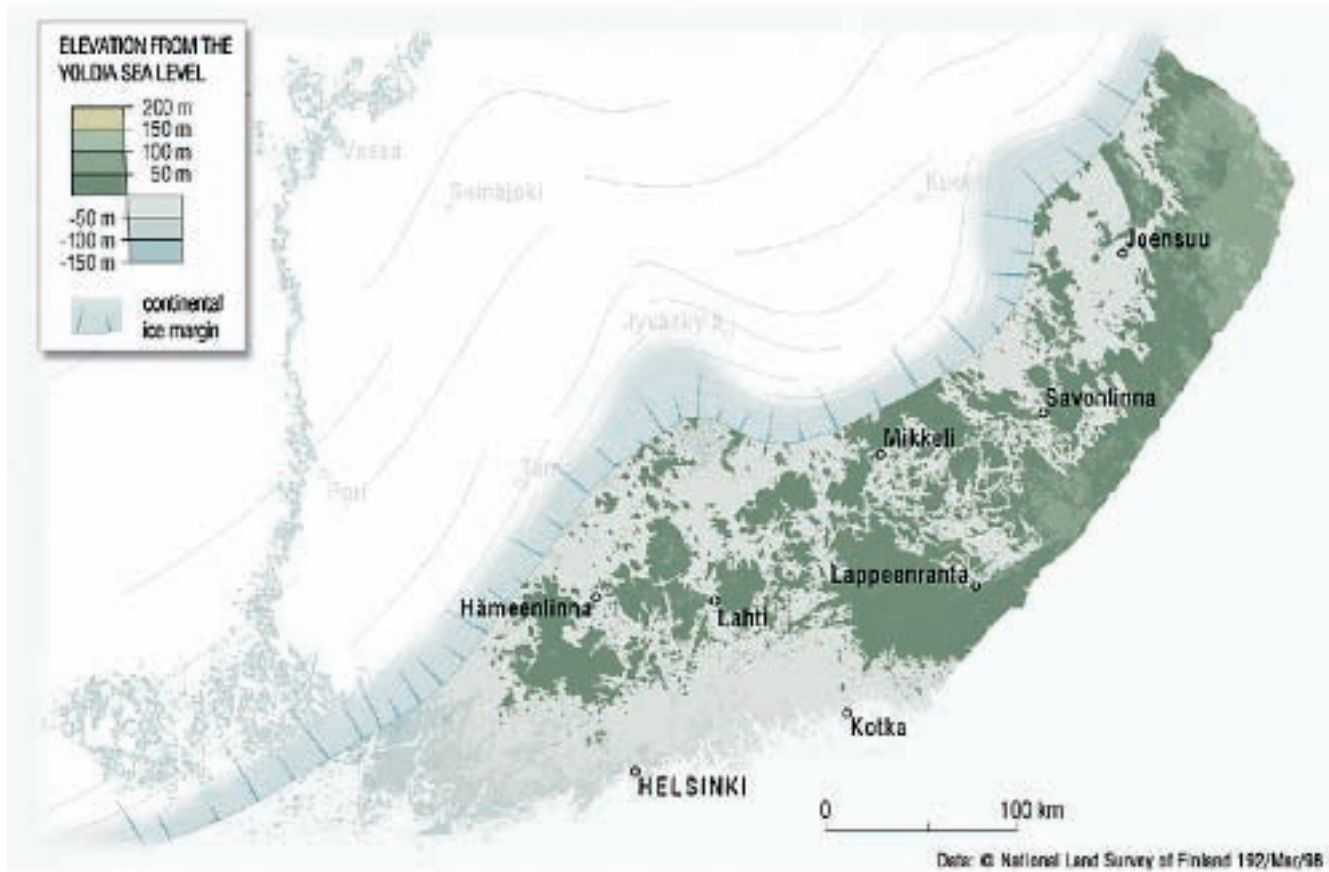 ELEVATION FROM THE
YOLDIA SEA LEVEL
200 m
150 m
100 m
50 m
-50 m
-100 m
-150 m
continental
ice margin
Vaasa
Seinäjoki
Joensuu
Savonlinna
Mikkeli
Pori
Lappeenranta
Hämeenlinna
Lahti
Kotka
HELSINKI
0 100 km
Data: © National Land Survey of Finland 192/Mar/98